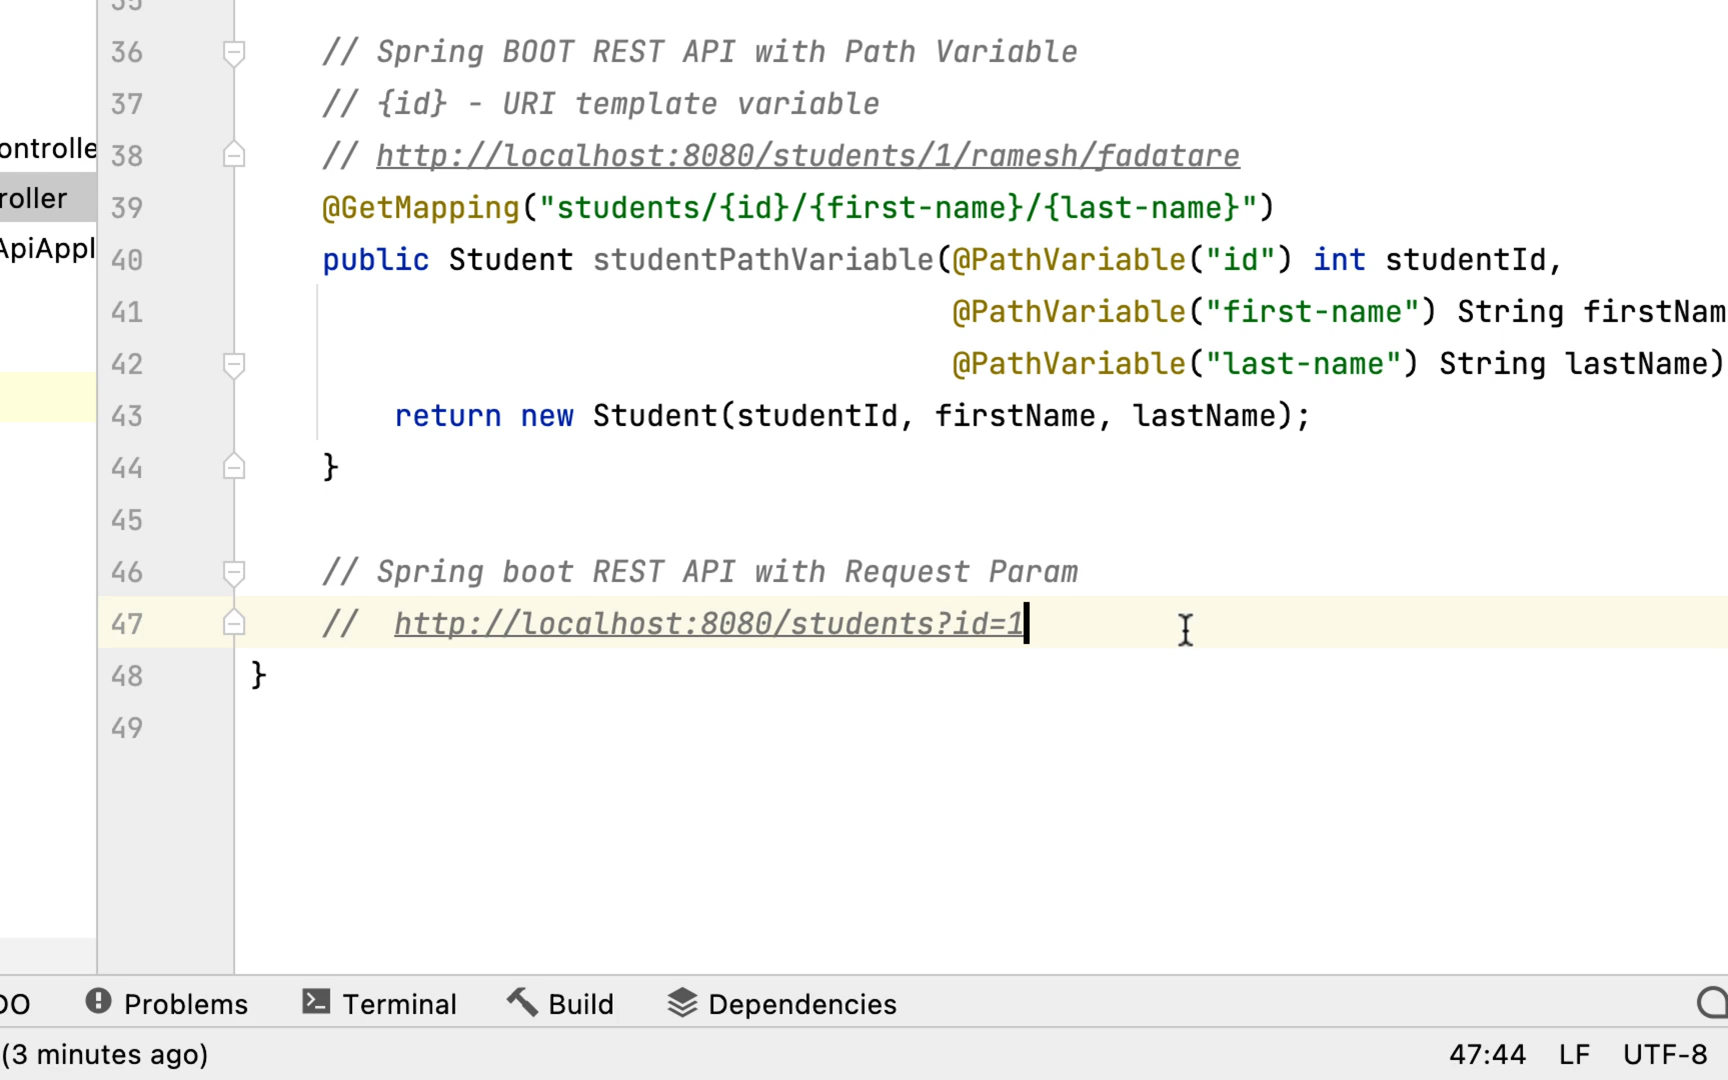 35
36 // Spring BOOT REST API with Path Variable
37 // {id} - URI template variable
ontrolle
38 // http://localhost:8080/students/1/ramesh/fadatare
roller
39 @GetMapping("students/{id}/{first-name}/{last-name}")
ApiAppl
40 public Student studentPathVariable(@PathVariable("id") int studentId,
41 @PathVariable("first-name") String firstNam
42 @PathVariable("last-name") String lastName)
43 return new Student(studentId, firstName, lastName);
44 }
45
46 // Spring boot REST API with Request Param
47 // http://localhost:8080/students?id=1
48 }
49
DO Problems Terminal Build Dependencies
(3 minutes ago) 47:44 LF UTF-8